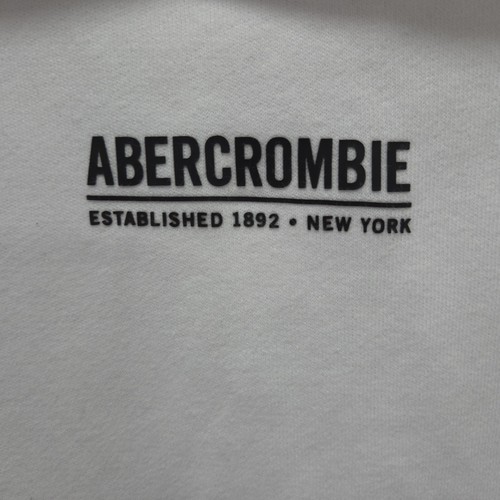 ABERCROMBIE
ESTABLISHED 1892 • NEW YORK